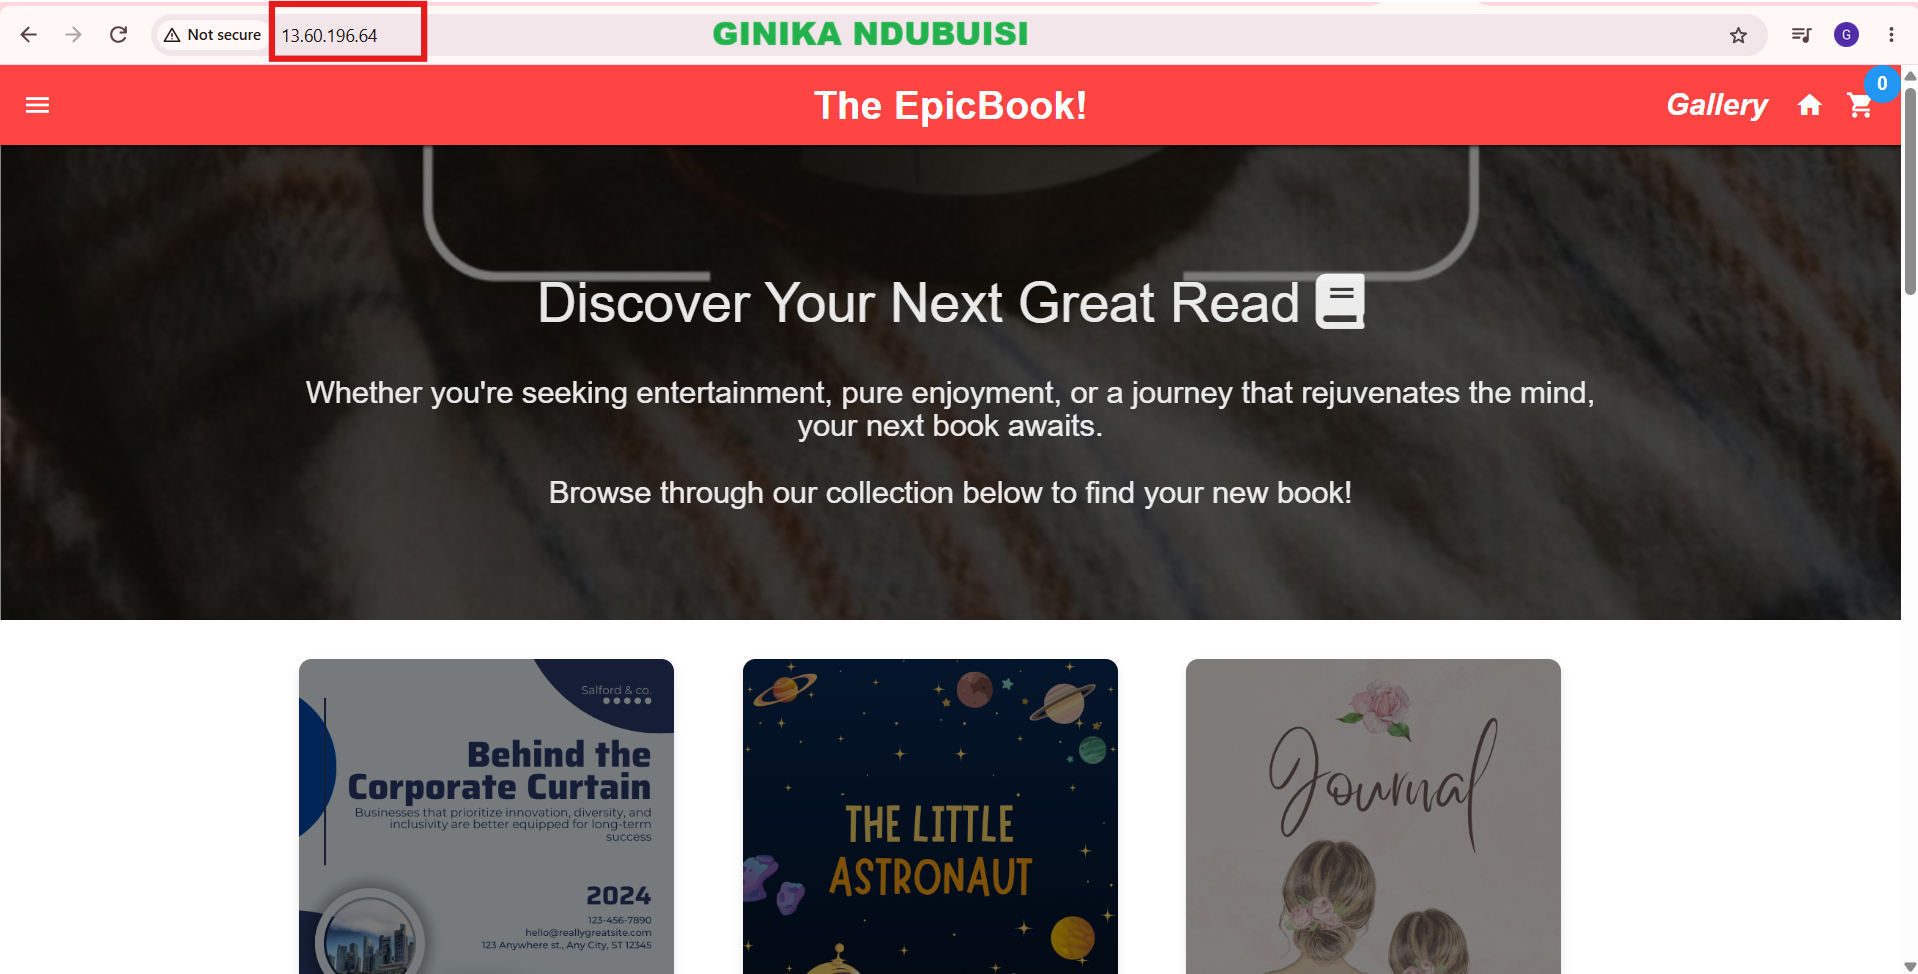 Not secure
13.60.196.64
GINIKA NDUBUISI
G
The EpicBook!
Gallery
0
Discover Your Next Great Read
Whether you're seeking entertainment, pure enjoyment, or a journey that rejuvenates the mind,
your next book awaits.
Browse through our collection below to find your new book!
Salford & co.
Behind the
Corporate Curtain
Businesses that prioritize innovation, diversity, and
inclusivity are better equipped for long-term
success
2024
123-456-7890
hello@reallygreatsite.com
123 Anywhere st., Any City, ST 12345
THE LITTLE
ASTRONAUT
Journal